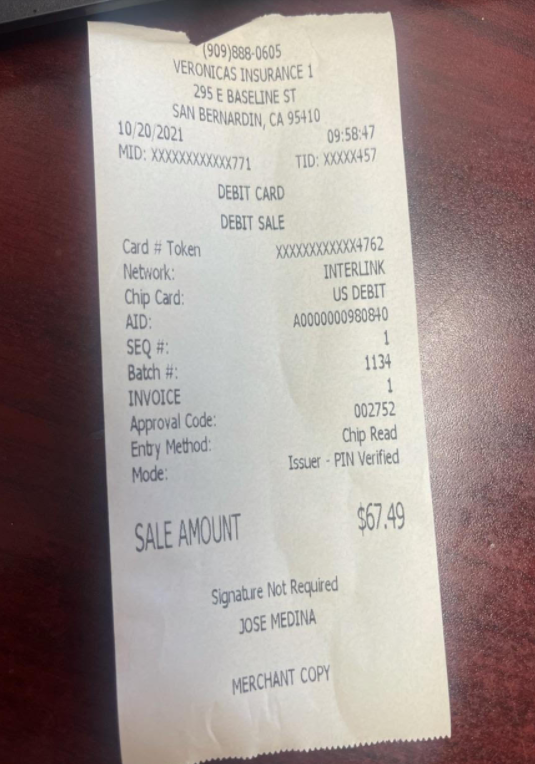 (909)888-0605
VERONICAS INSURANCE 1
295 E BASELINE ST
SAN BERNARDIN, CA 95410
10/20/2021 09:58:47
MID: XXXXXXXXXXXX771 TID: XXXXX457
DEBIT CARD
DEBIT SALE
Card # Token XXXXXXXXXXXX4762
Network: INTERLINK
Chip Card: US DEBIT
AID: A0000000980840
SEQ #: 1
Batch #: 1134
INVOICE 1
Approval Code: 002752
Entry Method: Chip Read
Mode: Issuer - PIN Verified
SALE AMOUNT $67.49
Signature Not Required
JOSE MEDINA
MERCHANT COPY